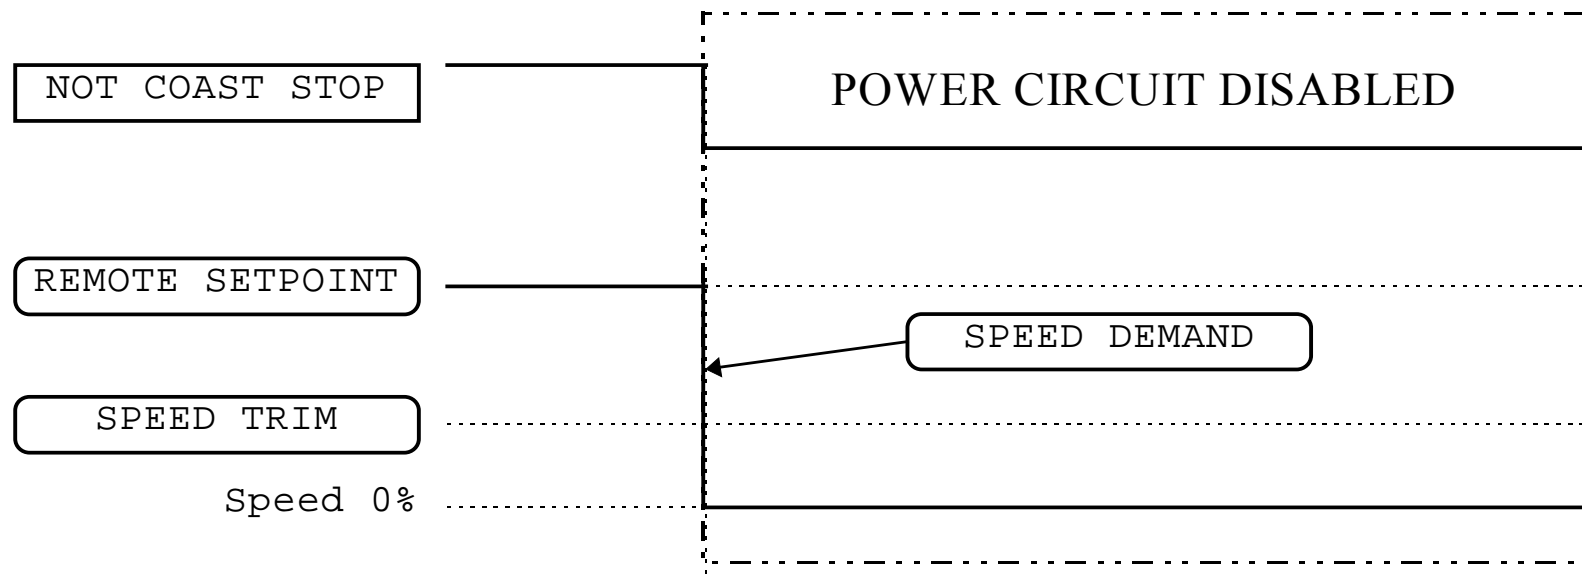 NOT COAST STOP
POWER CIRCUIT DISABLED
REMOTE SETPOINT
SPEED DEMAND
SPEED TRIM
Speed 0%